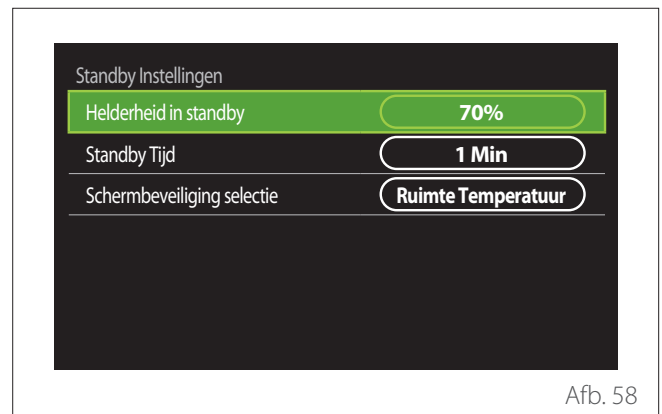 Standby Instellingen
Helderheid in standby 70%
Standby Tijd 1 Min
Schermbeveiliging selectie Ruimte Temperatuur
Afb. 58